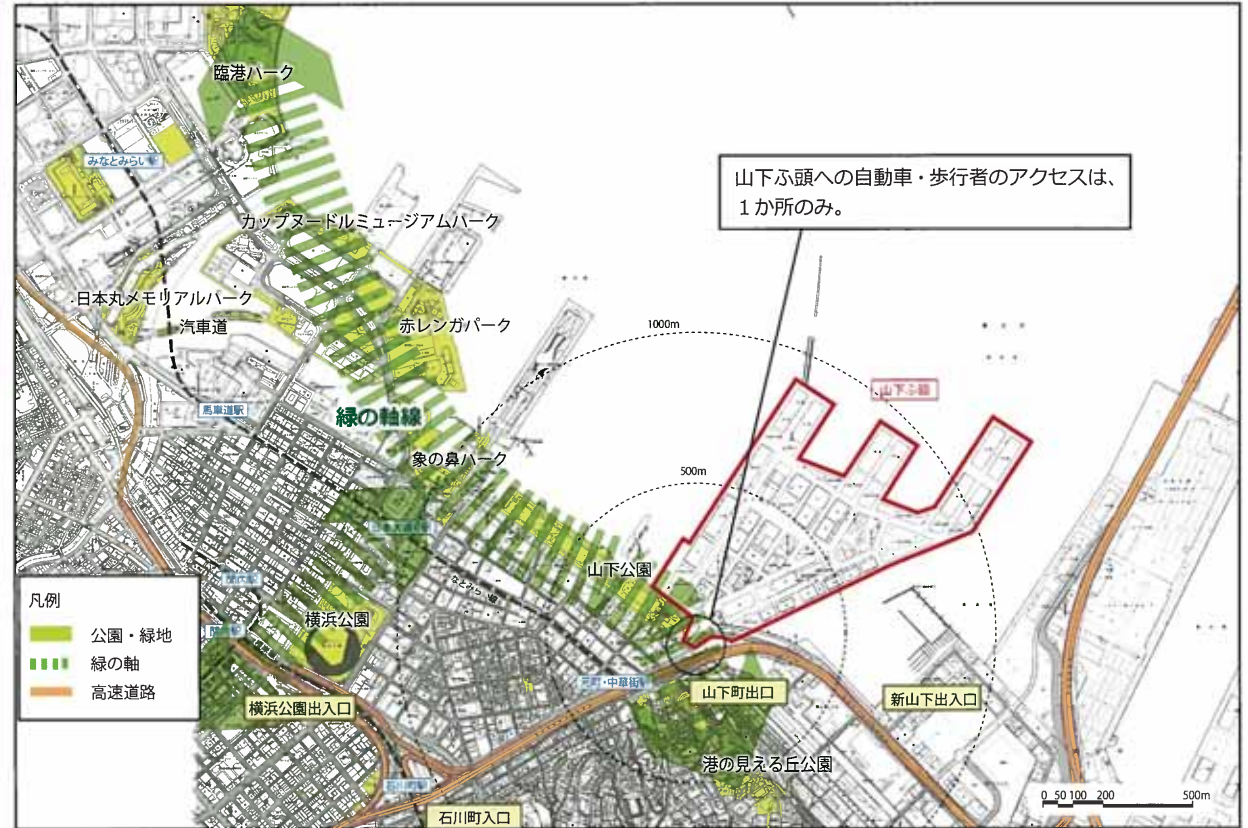 臨港パーク
みなとみらい駅
カップヌードルミュージアムパーク
日本丸メモリアルパーク
汽車道
赤レンガパーク
山下ふ頭への自動車・歩行者のアクセスは、
1か所のみ。
1000m
山下ふ頭
馬車道駅
緑の軸線
象の鼻パーク
500m
山下公園
凡例
公園・緑地
緑の軸
高速道路
横浜公園
横浜公園出入口
元町・中華街駅
山下町出口
新山下出入口
港の見える丘公園
石川町駅
石川町入口
0 50 100 200 500m